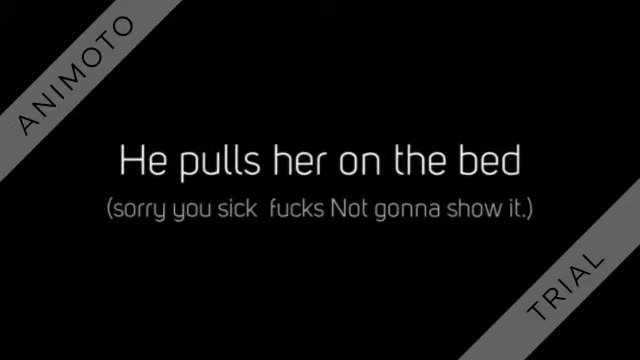 ANIMOTO
He pulls her on the bed
(sorry you sick fucks Not gonna show it.)
TRIAL